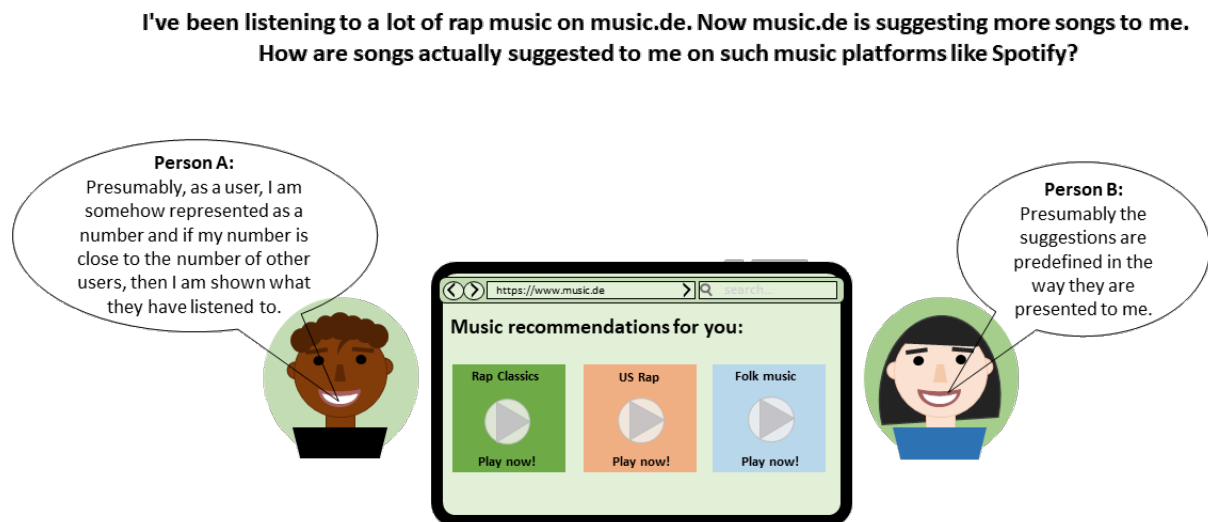 I've been listening to a lot of rap music on music.de. Now music.de is suggesting more songs to me.
How are songs actually suggested to me on such music platforms like Spotify?
Person A:
Presumably, as a user, I am
somehow represented as a
number and if my number is
close to the number of other
users, then I am shown what
they have listened to.
Person B:
Presumably the
suggestions are
predefined in the
way they are
presented to me.
https://www.music.de
search...
Music recommendations for you:
Rap Classics
US Rap
Folk music
Play now!
Play now!
Play now!